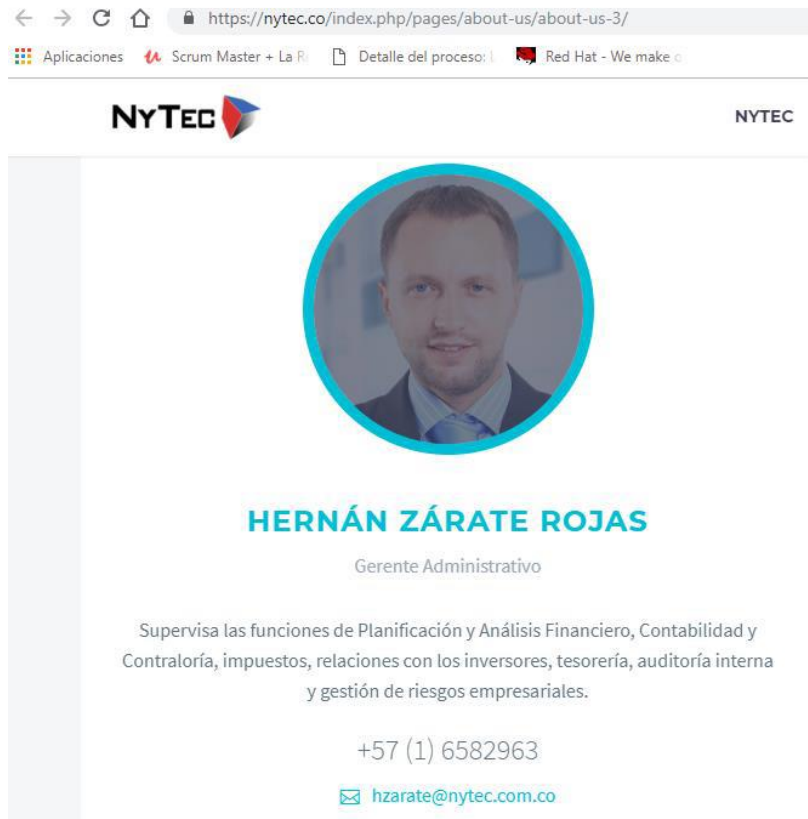 https://nytec.co/index.php/pages/about-us/about-us-3/
Aplicaciones Scrum Master + La R Detalle del proceso: Red Hat - We make o
NYTEC NYTEC
HERNÁN ZÁRATE ROJAS
Gerente Administrativo
Supervisa las funciones de Planificación y Análisis Financiero, Contabilidad y
Contraloría, impuestos, relaciones con los inversores, tesorería, auditoría interna
y gestión de riesgos empresariales.
+57 (1) 6582963
hzarate@nytec.com.co